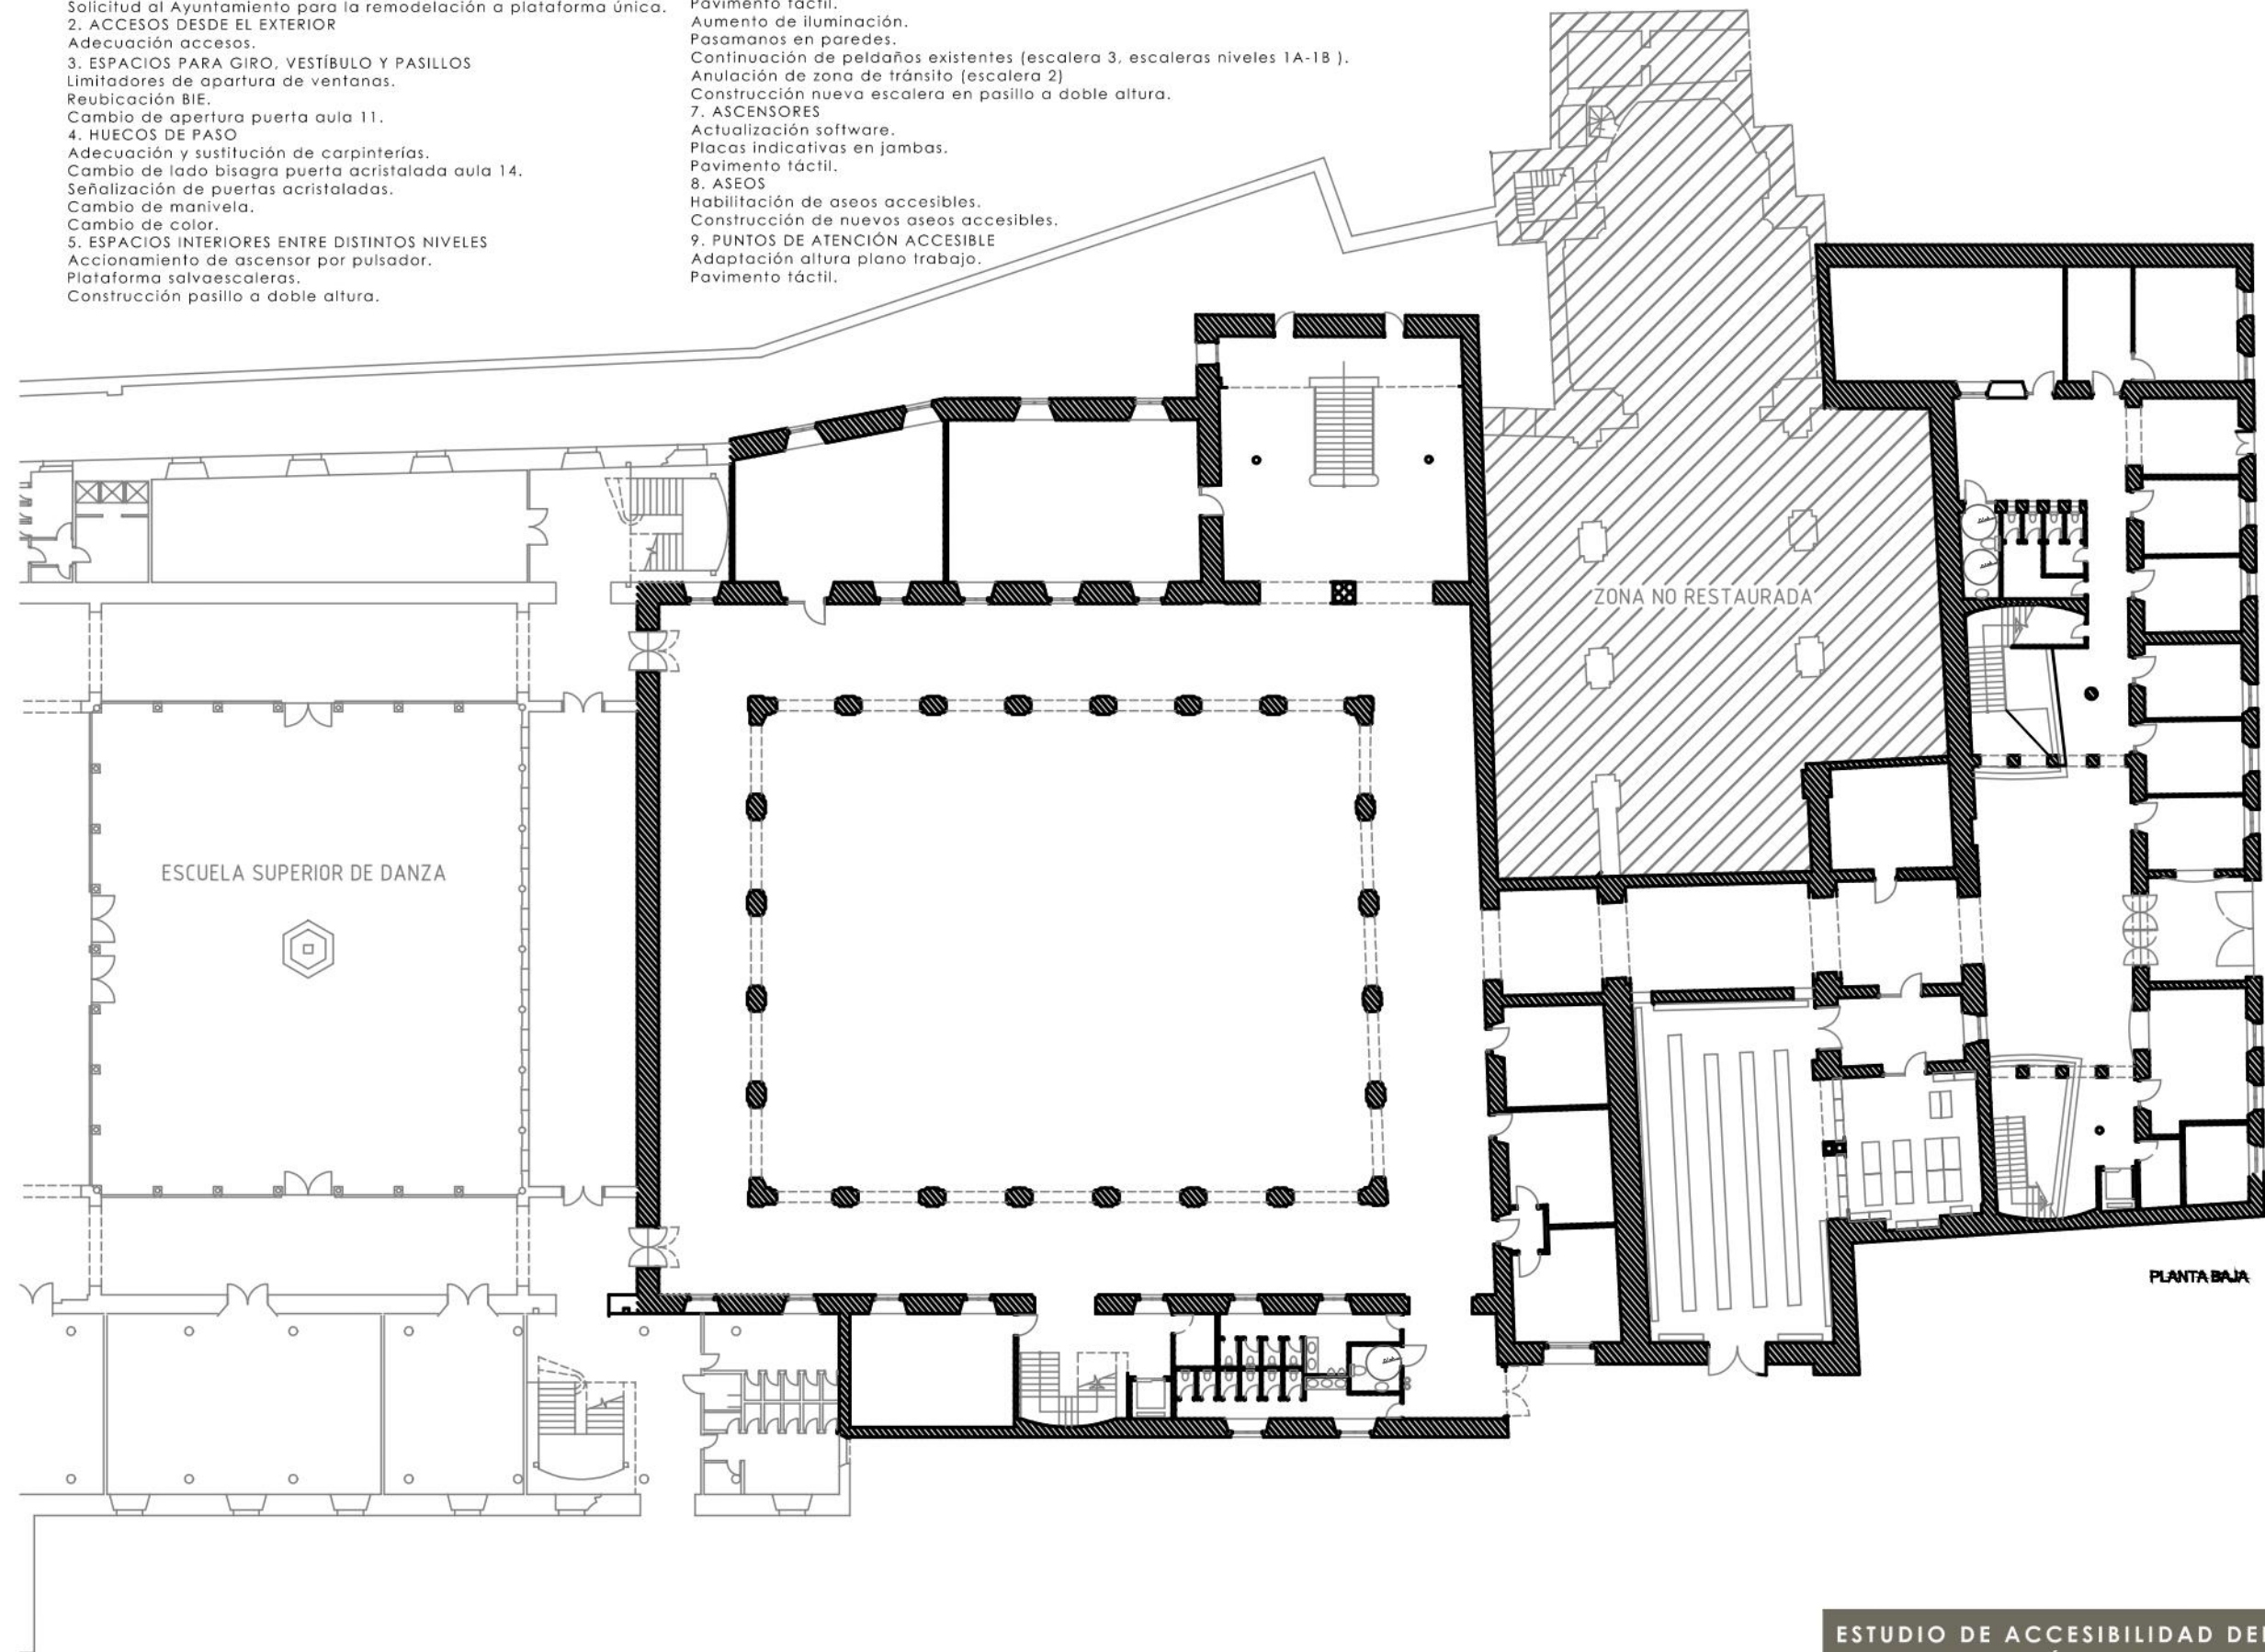 Solicitud al Ayuntamiento para la remodelación a plataforma única.
2. ACCESOS DESDE EL EXTERIOR
Adecuación accesos.
3. ESPACIOS PARA GIRO, VESTÍBULO Y PASILLOS
Limitadores de apartura de ventanas.
Reubicación BIE.
Cambio de apertura puerta aula 11.
4. HUECOS DE PASO
Adecuación y sustitución de carpinterías.
Cambio de lado bisagra puerta acristalada aula 14.
Señalización de puertas acristaladas.
Cambio de manivela.
Cambio de color.
5. ESPACIOS INTERIORES ENTRE DISTINTOS NIVELES
Accionamiento de ascensor por pulsador.
Plataforma salvaescaleras.
Construcción pasillo a doble altura.
Pavimento táctil.
Aumento de iluminación.
Pasamanos en paredes.
Continuación de peldaños existentes (escalera 3, escaleras niveles 1A-1B ).
Anulación de zona de tránsito (escalera 2)
Construcción nueva escalera en pasillo a doble altura.
7. ASCENSORES
Actualización software.
Placas indicativas en jambas.
Pavimento táctil.
8. ASEOS
Habilitación de aseos accesibles.
Construcción de nuevos aseos accesibles.
9. PUNTOS DE ATENCIÓN ACCESIBLE
Adaptación altura plano trabajo.
Pavimento táctil.
ZONA NO RESTAURADA
ESCUELA SUPERIOR DE DANZA
PLANTA BAJA
ESTUDIO DE ACCESIBILIDAD DE